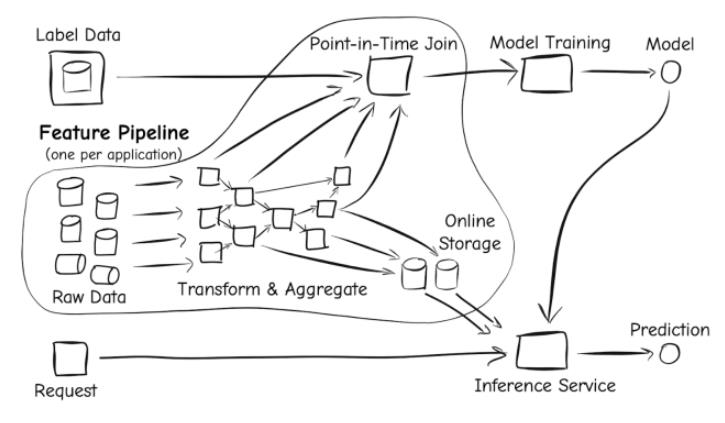 Label Data
Point-in-Time Join
Model Training
Model
Feature Pipeline
(one per application)
Online
Storage
Raw Data
Transform & Aggregate
Prediction
Request
Inference Service